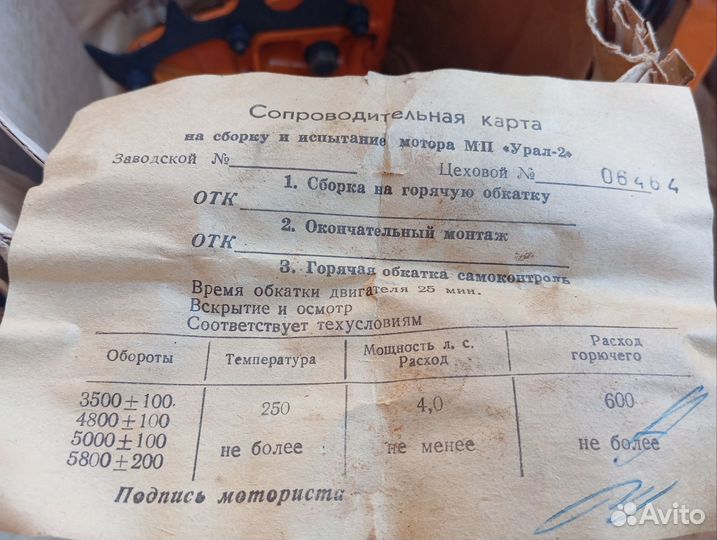 Сопроводительная карта
на сборку и испытание мотора МП «Урал-2»
Заводской № Цеховой № 06464
1. Сборка на горячую обкатку
ОТК
2. Окончательный монтаж
ОТК
3. Горячая обкатка самоконтроль
Время обкатки двигателя 25 мин.
Вскрытие и осмотр
Соответствует техусловиям
Обороты Температура Мощность л. с. Расход Расход горючего
3500±100 250 4,0 600
4800±100
5000±100 не более не менее не более
5800±200
Подпись моториста
Avito